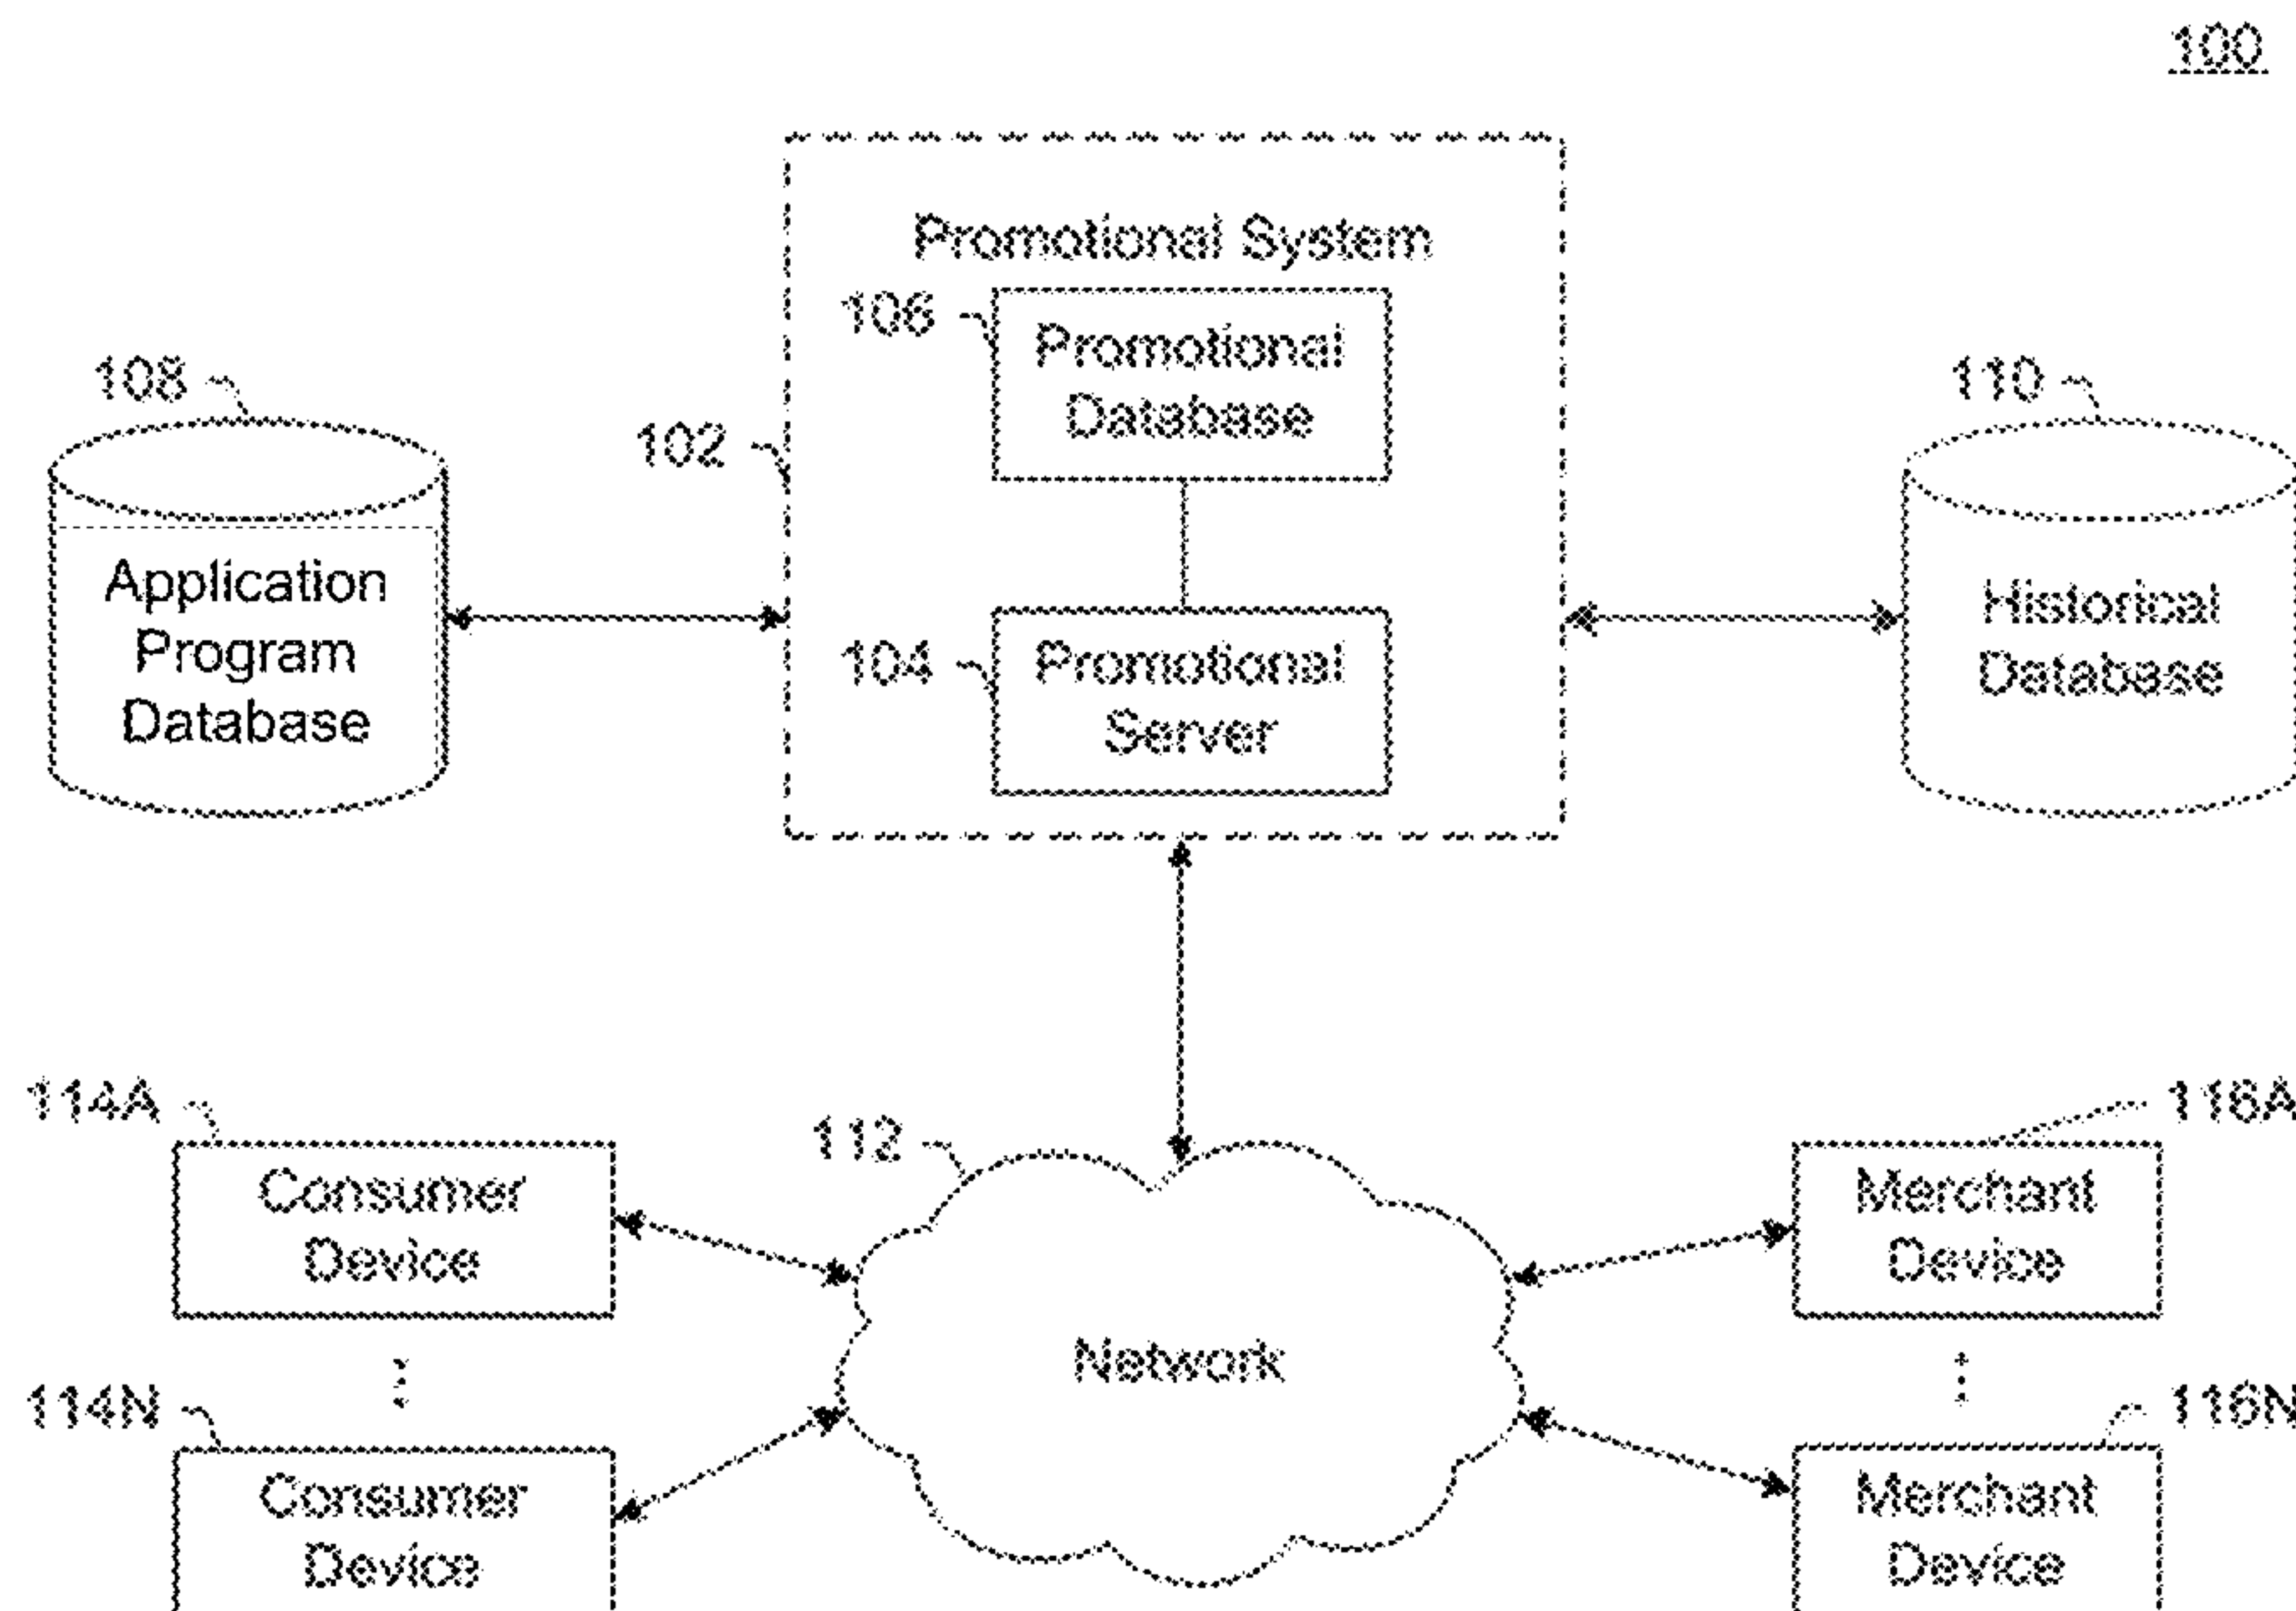 100
Promotional System
106
Promotional
Database
108
110
102
Application
Program
Database
Historical
Database
104
Promotional
Server
114A
116A
112
Consumer
Device
Merchant
Device
Network
114N
116N
Consumer
Device
Merchant
Device